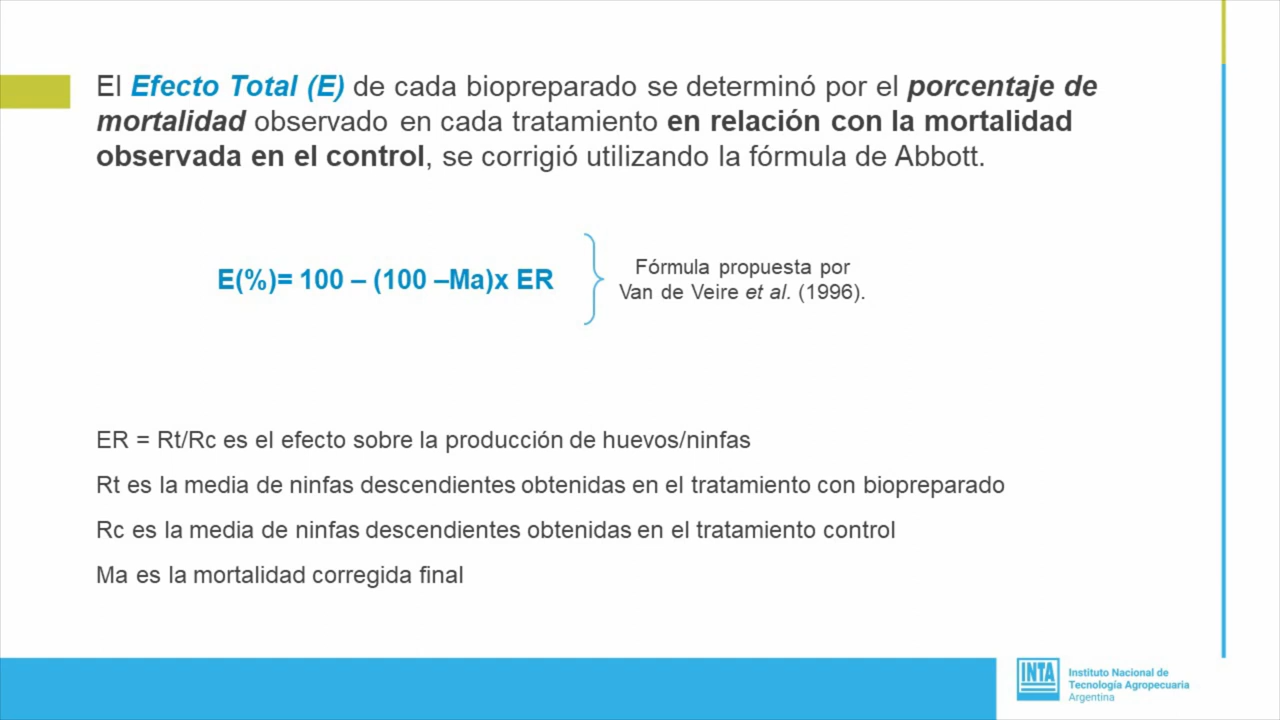 El Efecto Total (E) de cada biopreparado se determinó por el porcentaje de
mortalidad observado en cada tratamiento en relación con la mortalidad
observada en el control, se corrigió utilizando la fórmula de Abbott.
E(%)= 100 – (100 –Ma)x ER
Fórmula propuesta por
Van de Veire et al. (1996).
ER = Rt/Rc es el efecto sobre la producción de huevos/ninfas
Rt es la media de ninfas descendientes obtenidas en el tratamiento con biopreparado
Rc es la media de ninfas descendientes obtenidas en el tratamiento control
Ma es la mortalidad corregida final
INTA
Instituto Nacional de
Tecnología Agropecuaria
Argentina